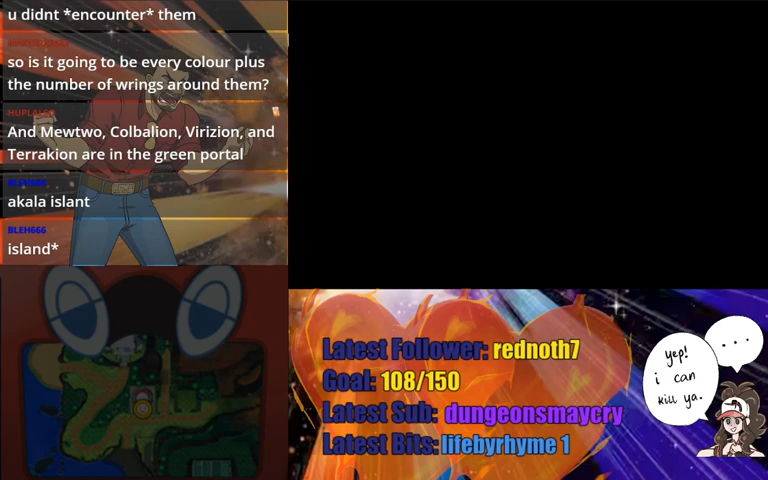 u didnt *encounter* them
so is it going to be every colour plus
the number of wrings around them?
And Mewtwo, Colbalion, Virizion, and
Terrakion are in the green portal
akala islant
BLEH666
island*
Latest Follower: rednoth7
Goal: 108/150
Latest Sub: dungeonsmaycry
Latest Bits: lifebyrhyme 1
...
yep!
i can
kill ya.